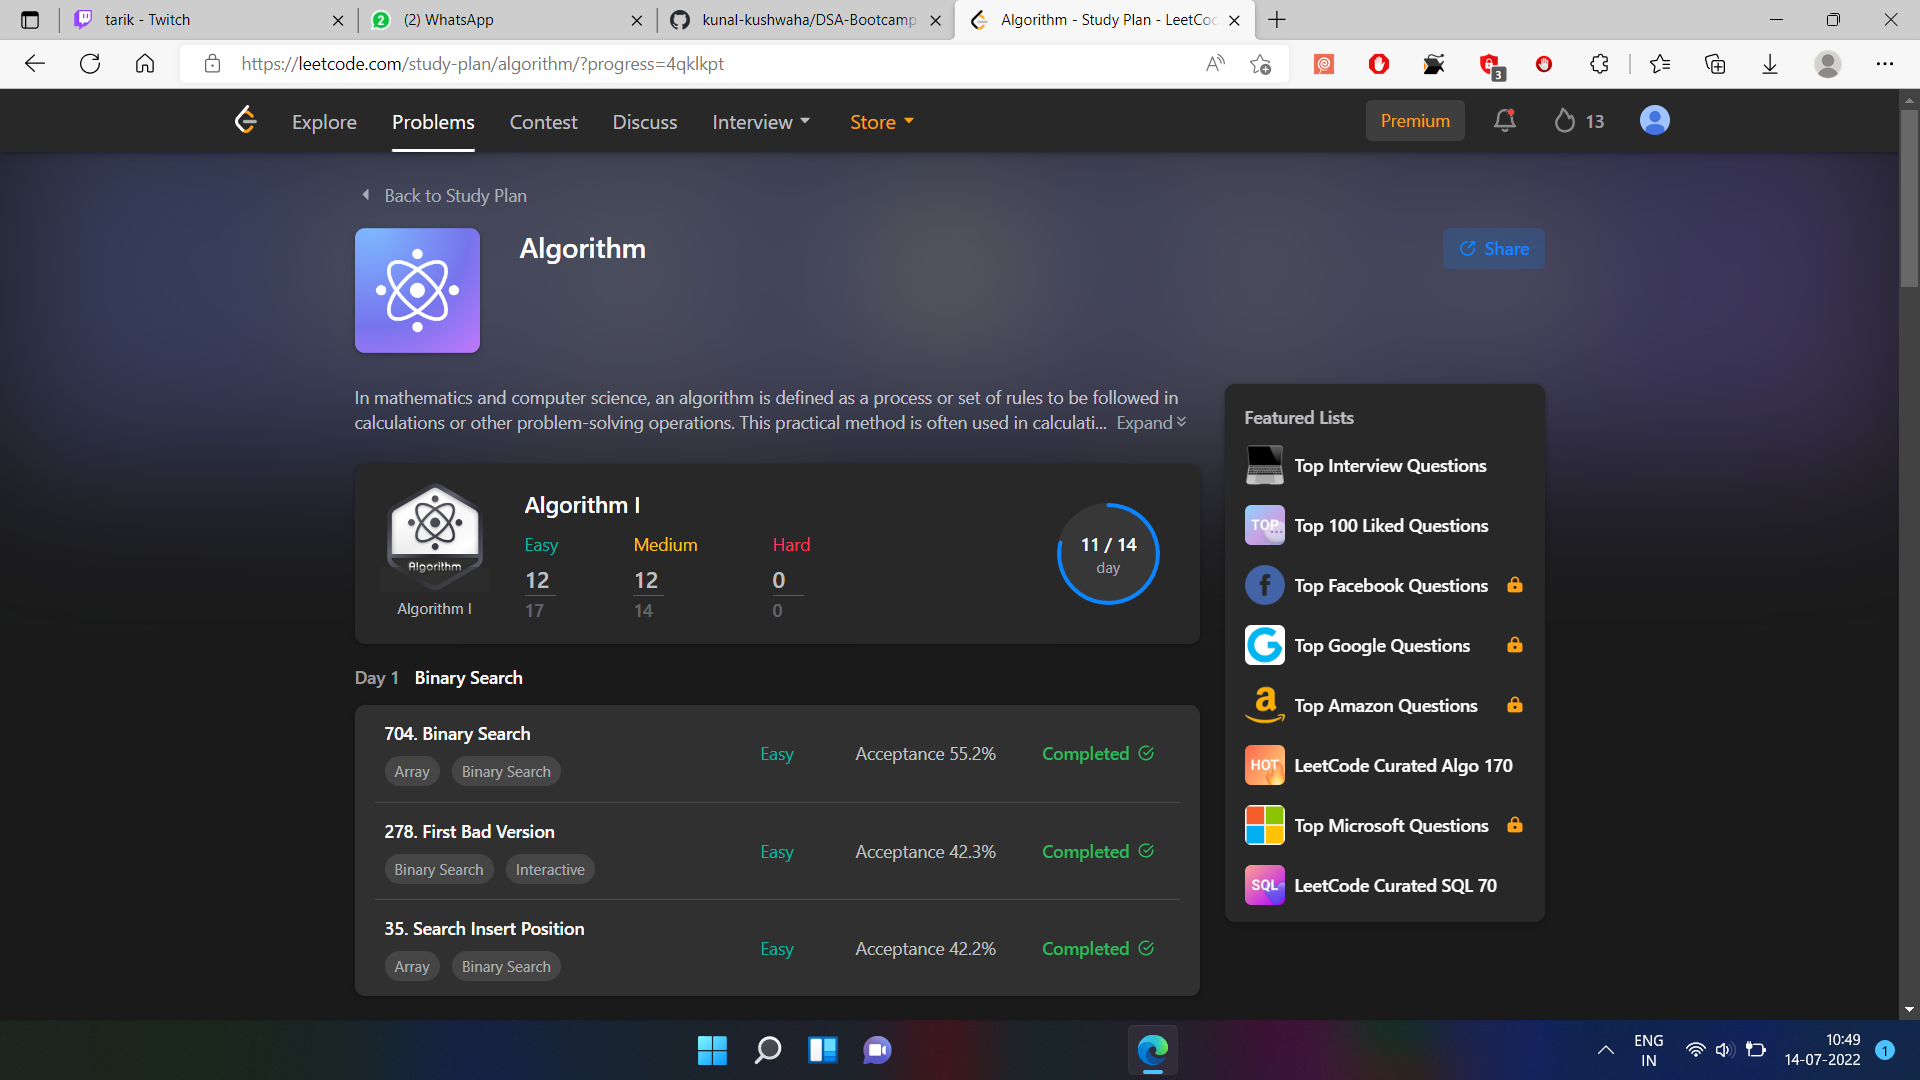 tarik - Twitch
(2) WhatsApp
kunal-kushwaha/DSA-Bootcamp
Algorithm - Study Plan - LeetCo
https://leetcode.com/study-plan/algorithm/?progress=4qklkpt
3
Explore
Problems
Contest
Discuss
Interview
Store
Premium
13
Back to Study Plan
Algorithm
Share
In mathematics and computer science, an algorithm is defined as a process or set of rules to be followed in
calculations or other problem-solving operations. This practical method is often used in calculati... Expand
Algorithm
Algorithm I
Algorithm I
Easy
12
17
Medium
12
14
Hard
0
0
11 / 14
day
Day 1 Binary Search
704. Binary Search
Array
Binary Search
Easy
Acceptance 55.2%
Completed
278. First Bad Version
Binary Search
Interactive
Easy
Acceptance 42.3%
Completed
35. Search Insert Position
Array
Binary Search
Easy
Acceptance 42.2%
Completed
Featured Lists
Top Interview Questions
TOP
Top 100 Liked Questions
Top Facebook Questions
Top Google Questions
Top Amazon Questions
HOT
LeetCode Curated Algo 170
Top Microsoft Questions
SQL
LeetCode Curated SQL 70
ENG
IN
10:49
14-07-2022
1